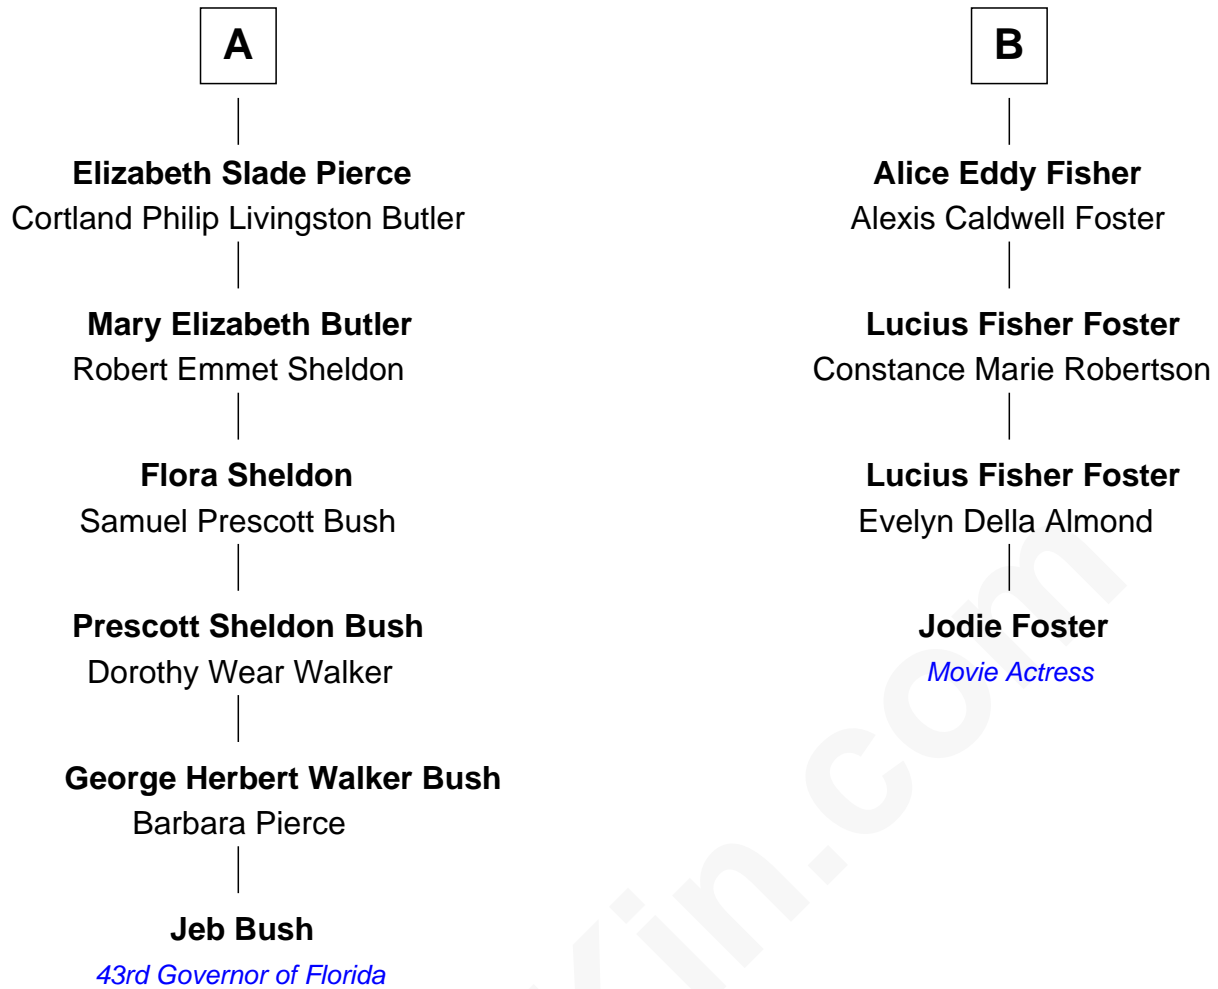 A
Elizabeth Slade Pierce
Cortland Philip Livingston Butler
Mary Elizabeth Butler
Robert Emmet Sheldon
Flora Sheldon
Samuel Prescott Bush
Prescott Sheldon Bush
Dorothy Wear Walker
George Herbert Walker Bush
Barbara Pierce
Jeb Bush
43rd Governor of Florida
B
Alice Eddy Fisher
Alexis Caldwell Foster
Lucius Fisher Foster
Constance Marie Robertson
Lucius Fisher Foster
Evelyn Della Almond
Jodie Foster
Movie Actress
Kin.com